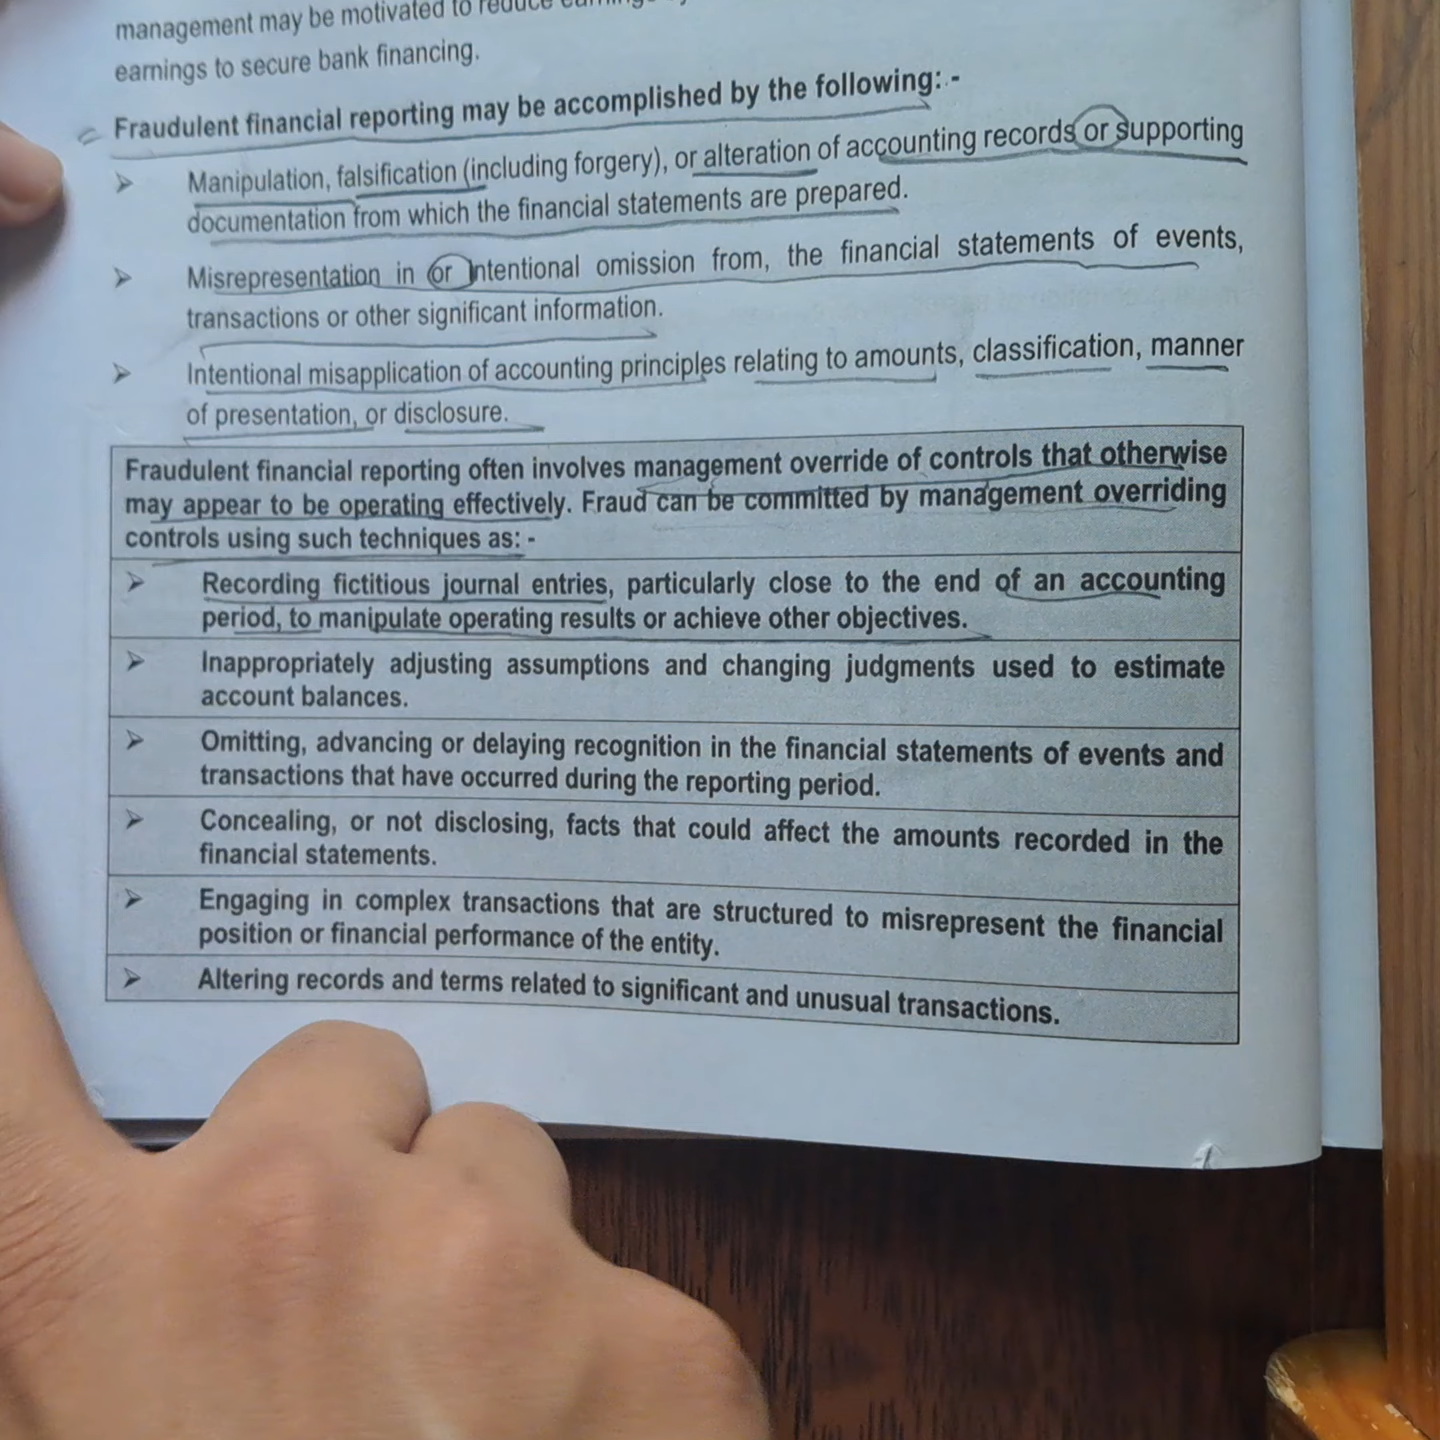 management may be motivated to reduce
earnings to secure bank financing.
Fraudulent financial reporting may be accomplished by the following: -
➢ Manipulation, falsification (including forgery), or alteration of accounting records or supporting
documentation from which the financial statements are prepared.
➢ Misrepresentation in or intentional omission from, the financial statements of events,
transactions or other significant information.
➢ Intentional misapplication of accounting principles relating to amounts, classification, manner
of presentation, or disclosure.
Fraudulent financial reporting often involves management override of controls that otherwise
may appear to be operating effectively. Fraud can be committed by management overriding
controls using such techniques as: -
➢ Recording fictitious journal entries, particularly close to the end of an accounting
period, to manipulate operating results or achieve other objectives.
➢ Inappropriately adjusting assumptions and changing judgments used to estimate
account balances.
➢ Omitting, advancing or delaying recognition in the financial statements of events and
transactions that have occurred during the reporting period.
➢ Concealing, or not disclosing, facts that could affect the amounts recorded in the
financial statements.
➢ Engaging in complex transactions that are structured to misrepresent the financial
position or financial performance of the entity.
➢ Altering records and terms related to significant and unusual transactions.